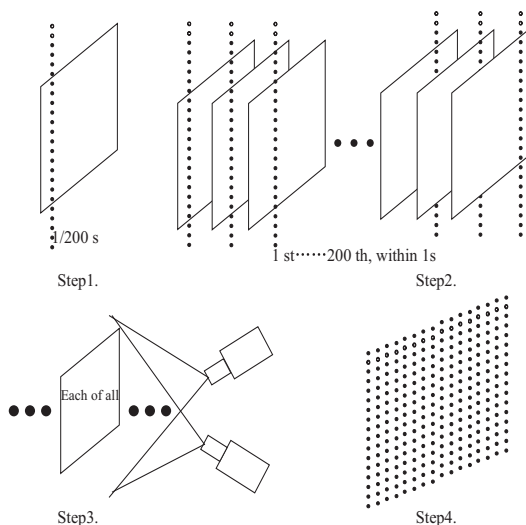 1/200 s
1 st⋯⋯200 th, within 1s
Step1.
Step2.
Each of all
Step3.
Step4.